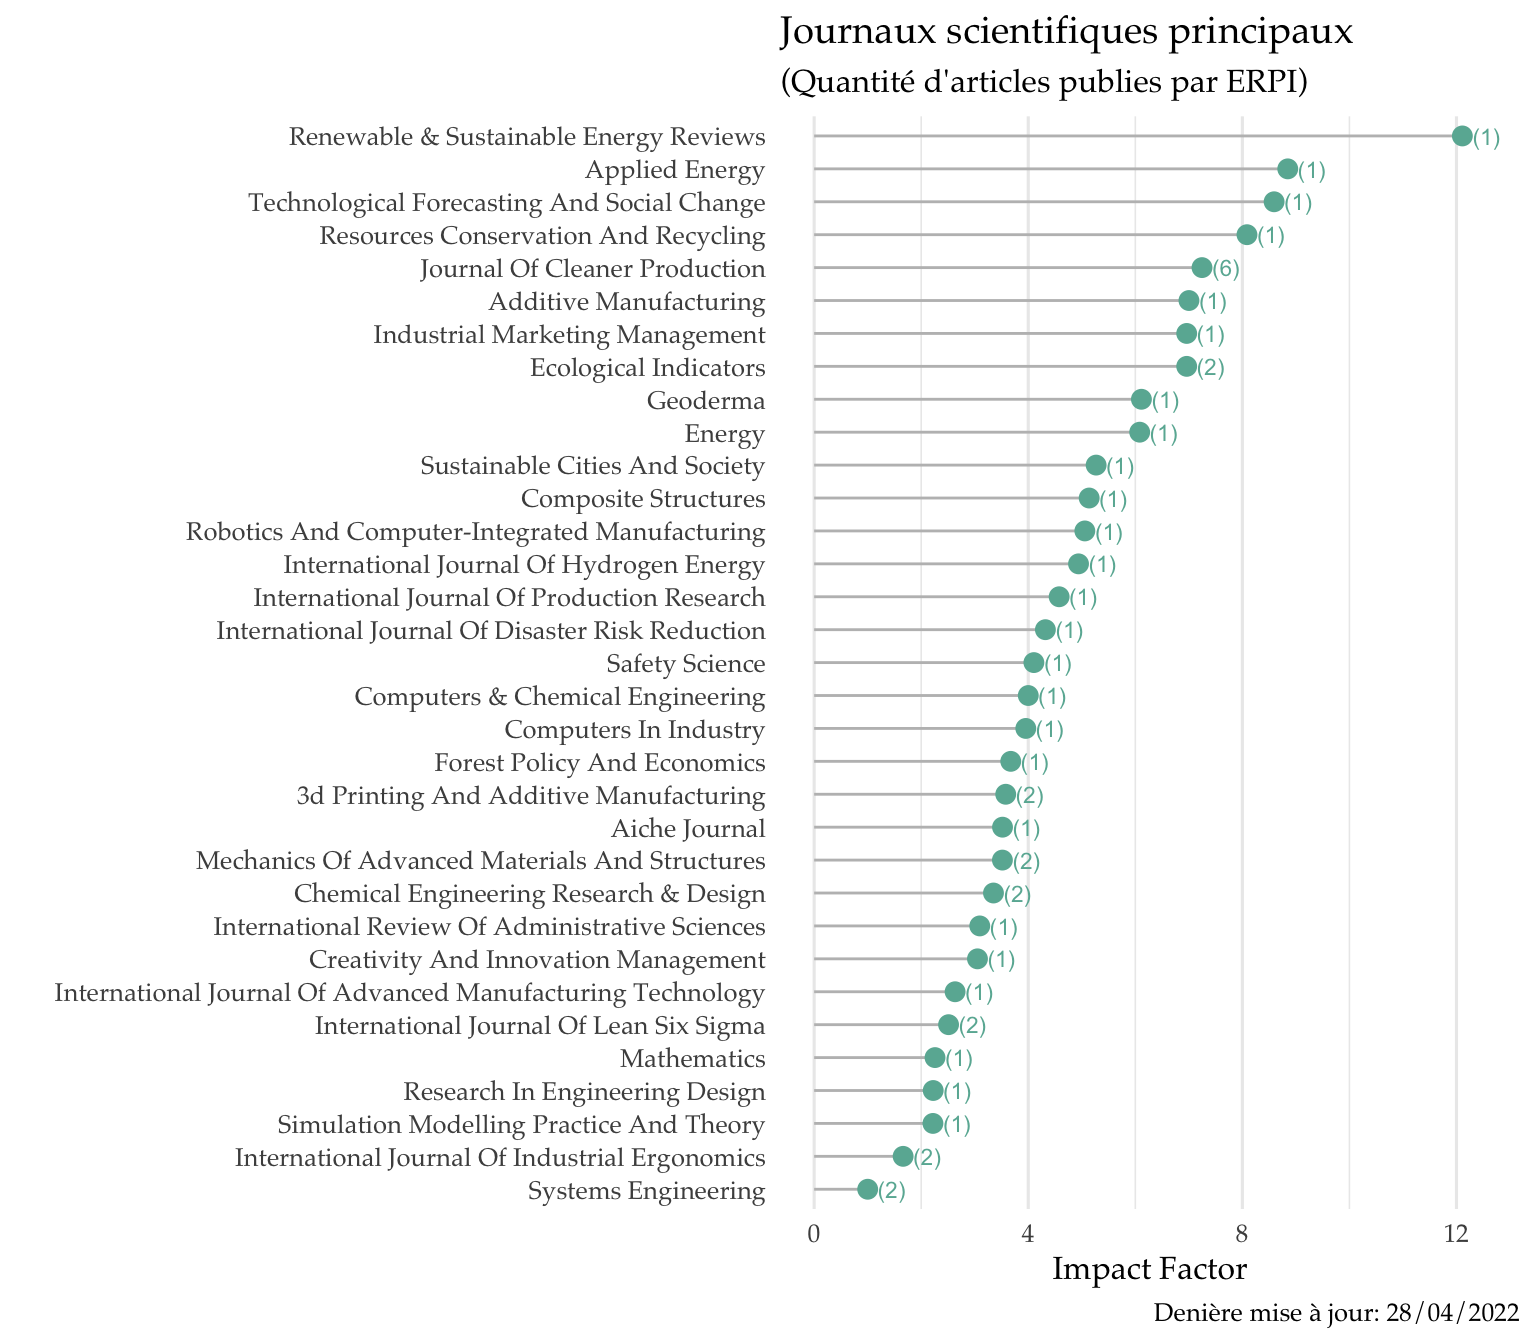 Journaux scientifiques principaux
(Quantité d'articles publies par ERPI)
Renewable & Sustainable Energy Reviews (1)
Applied Energy (1)
Technological Forecasting And Social Change (1)
Resources Conservation And Recycling (1)
Journal Of Cleaner Production (6)
Additive Manufacturing (1)
Industrial Marketing Management (1)
Ecological Indicators (2)
Geoderma (1)
Energy (1)
Sustainable Cities And Society (1)
Composite Structures (1)
Robotics And Computer-Integrated Manufacturing (1)
International Journal Of Hydrogen Energy (1)
International Journal Of Production Research (1)
International Journal Of Disaster Risk Reduction (1)
Safety Science (1)
Computers & Chemical Engineering (1)
Computers In Industry (1)
Forest Policy And Economics (1)
3d Printing And Additive Manufacturing (2)
Aiche Journal (1)
Mechanics Of Advanced Materials And Structures (2)
Chemical Engineering Research & Design (2)
International Review Of Administrative Sciences (1)
Creativity And Innovation Management (1)
International Journal Of Advanced Manufacturing Technology (1)
International Journal Of Lean Six Sigma (2)
Mathematics (1)
Research In Engineering Design (1)
Simulation Modelling Practice And Theory (1)
International Journal Of Industrial Ergonomics (2)
Systems Engineering (2)
0 4 8 12
Impact Factor
Denière mise à jour: 28/04/2022